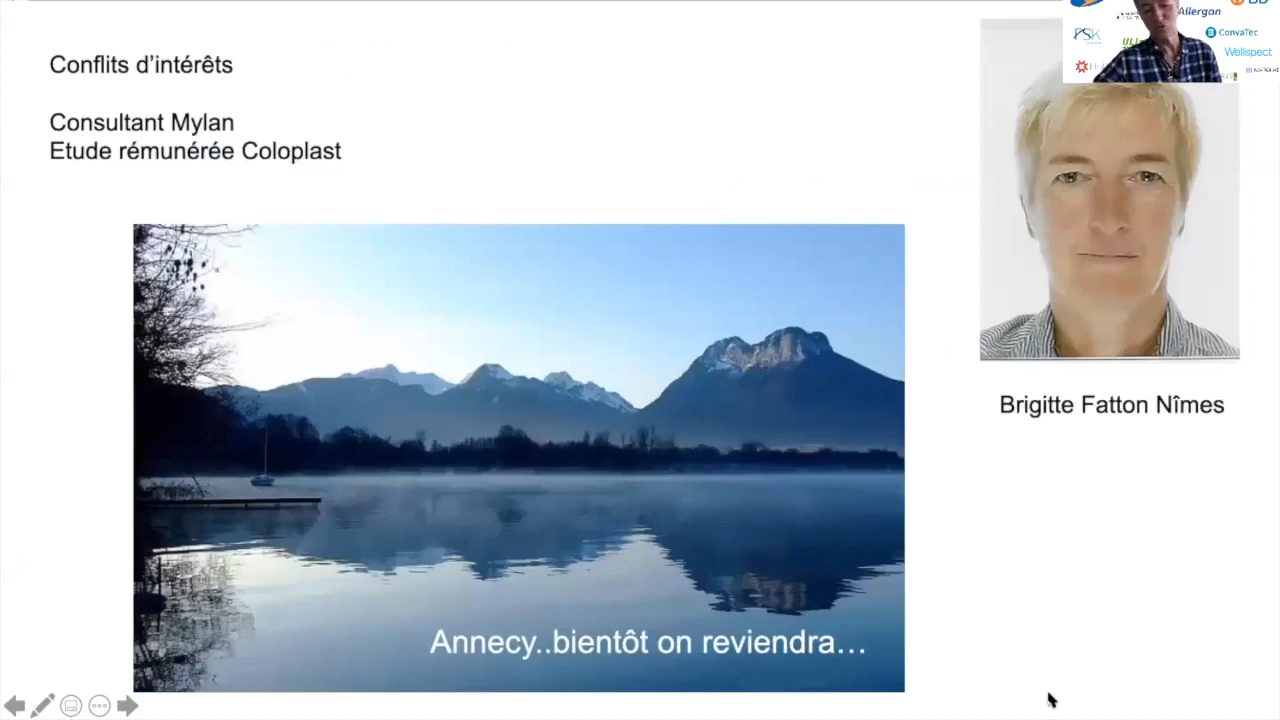 Conflits d'intérêts
Consultant Mylan
Etude rémunérée Coloplast
Allergan
ConvaTec
Wellspect
Brigitte Fatton Nîmes
Annecy..bientôt on reviendra…